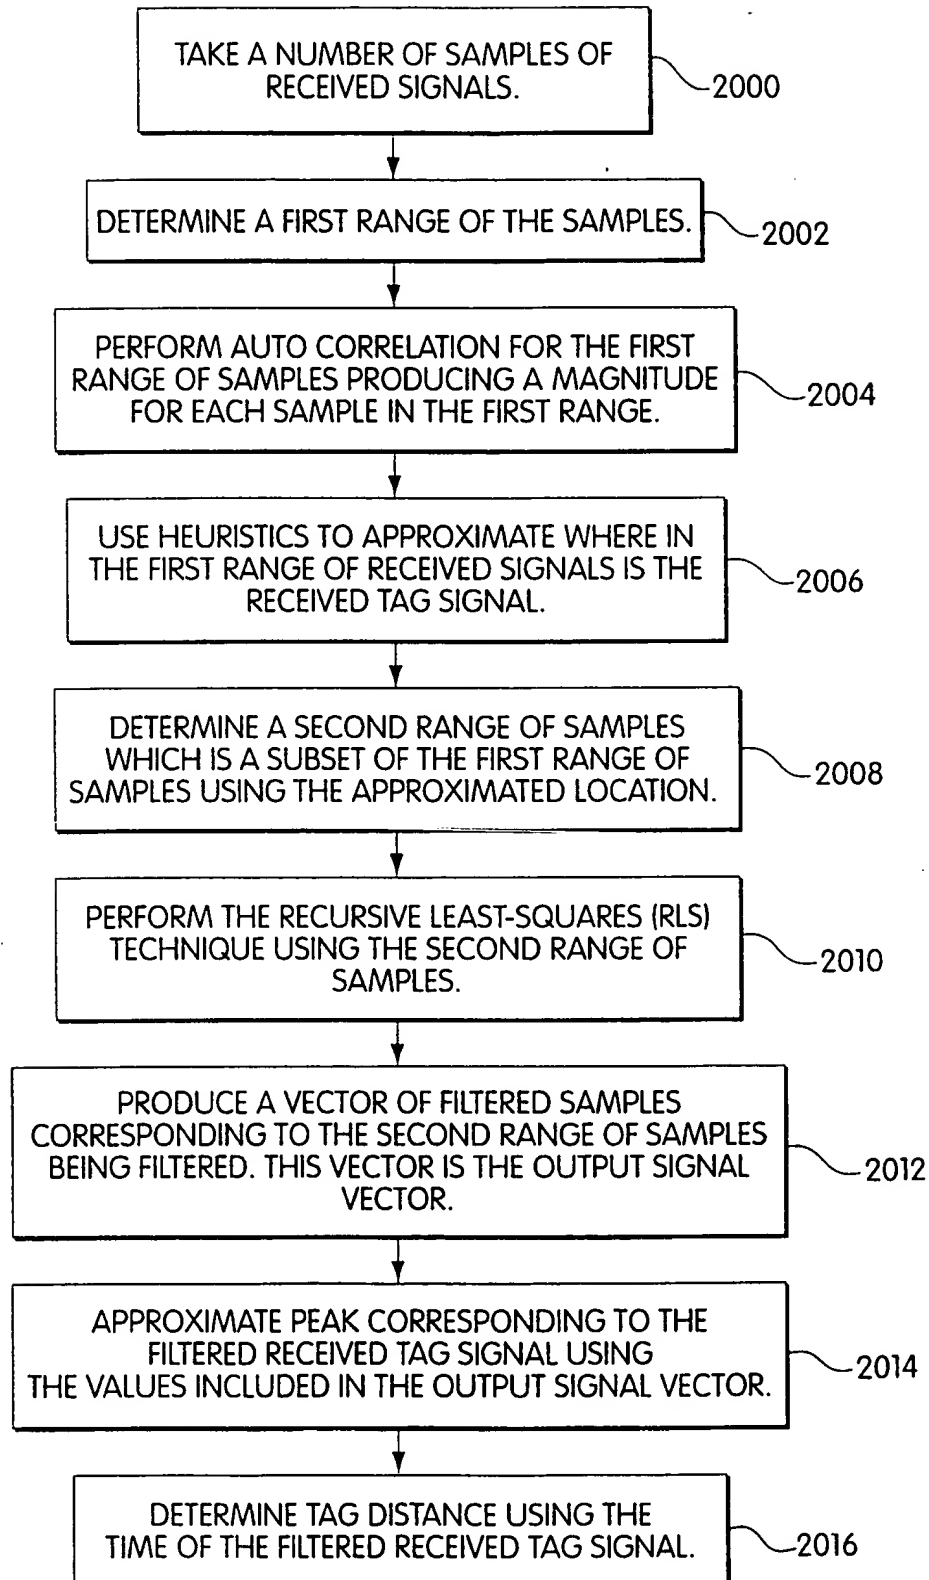 TAKE A NUMBER OF SAMPLES OF
RECEIVED SIGNALS.
2000
DETERMINE A FIRST RANGE OF THE SAMPLES.
2002
PERFORM AUTO CORRELATION FOR THE FIRST
RANGE OF SAMPLES PRODUCING A MAGNITUDE
FOR EACH SAMPLE IN THE FIRST RANGE.
2004
USE HEURISTICS TO APPROXIMATE WHERE IN
THE FIRST RANGE OF RECEIVED SIGNALS IS THE
RECEIVED TAG SIGNAL.
2006
DETERMINE A SECOND RANGE OF SAMPLES
WHICH IS A SUBSET OF THE FIRST RANGE OF
SAMPLES USING THE APPROXIMATED LOCATION.
2008
PERFORM THE RECURSIVE LEAST-SQUARES (RLS)
TECHNIQUE USING THE SECOND RANGE OF
SAMPLES.
2010
PRODUCE A VECTOR OF FILTERED SAMPLES
CORRESPONDING TO THE SECOND RANGE OF SAMPLES
BEING FILTERED. THIS VECTOR IS THE OUTPUT SIGNAL
VECTOR.
2012
APPROXIMATE PEAK CORRESPONDING TO THE
FILTERED RECEIVED TAG SIGNAL USING
THE VALUES INCLUDED IN THE OUTPUT SIGNAL VECTOR.
2014
DETERMINE TAG DISTANCE USING THE
TIME OF THE FILTERED RECEIVED TAG SIGNAL.
2016